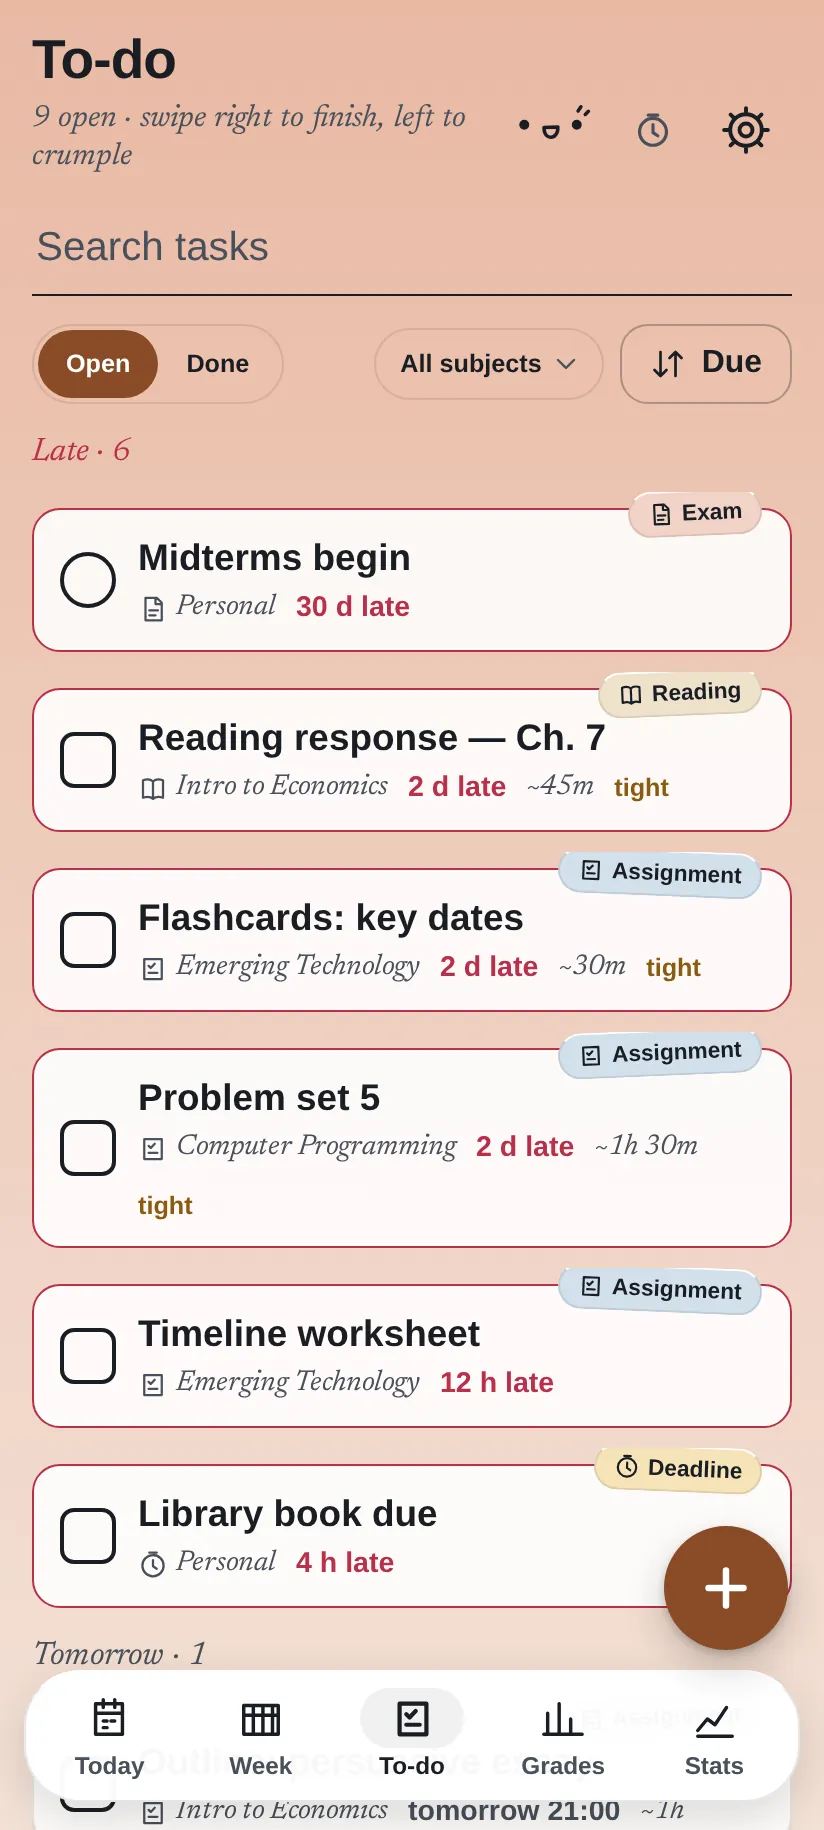 To-do
9 open · swipe right to finish, left to
crumple
Search tasks
Open Done All subjects Due
Late · 6
Exam
Midterms begin
Personal 30 d late
Reading
Reading response — Ch. 7
Intro to Economics 2 d late ~45m tight
Assignment
Flashcards: key dates
Emerging Technology 2 d late ~30m tight
Assignment
Problem set 5
Computer Programming 2 d late ~1h 30m
tight
Assignment
Timeline worksheet
Emerging Technology 12 h late
Deadline
Library book due
Personal 4 h late
Tomorrow · 1
Assignment
Outline persuasive essay
Today Week To-do Grades Stats
Intro to Economics tomorrow 21:00 ~1h